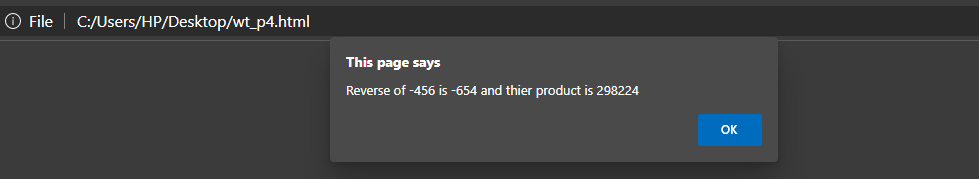 File C:/Users/HP/Desktop/wt_p4.html
This page says
Reverse of -456 is -654 and thier product is 298224
OK